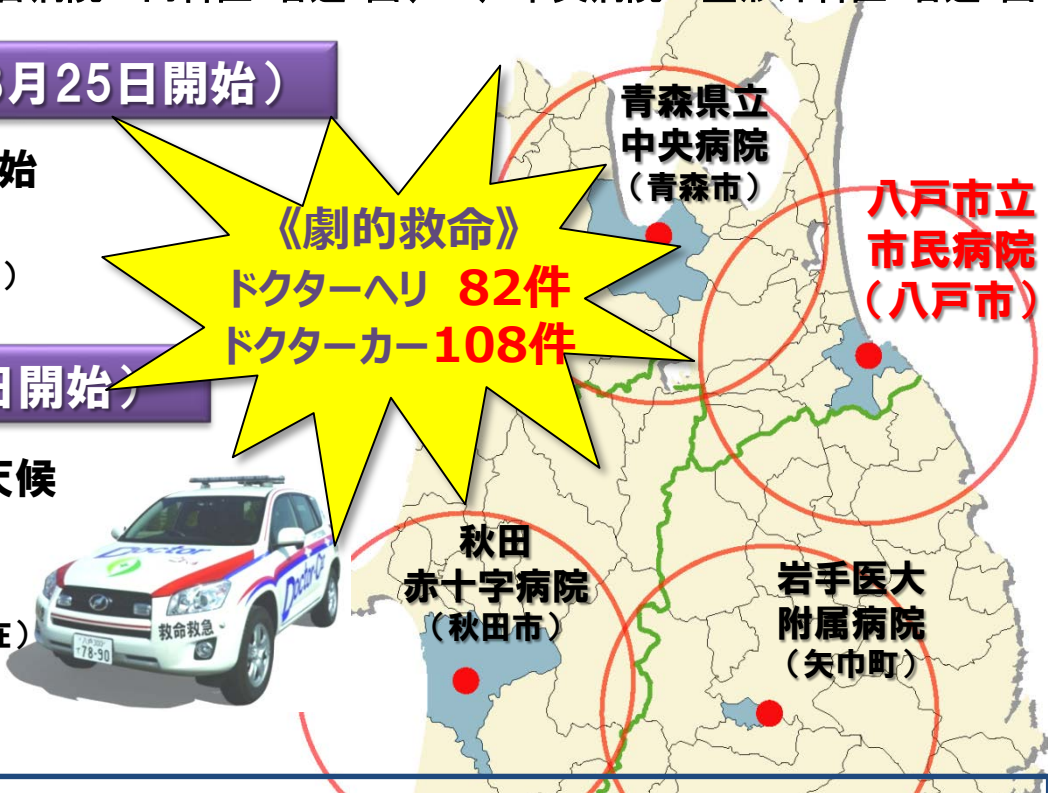 月25日開始）
始
）
日開始）
天候
在）
《劇的救命》
ドクターヘリ 82件
ドクターカー108件
青森県立
中央病院
（青森市）
八戸市立
市民病院
（八戸市）
秋田
赤十字病院
（秋田市）
岩手医大
附属病院
（矢巾町）
Doctor
Doctor-Car
救命救急
78-90